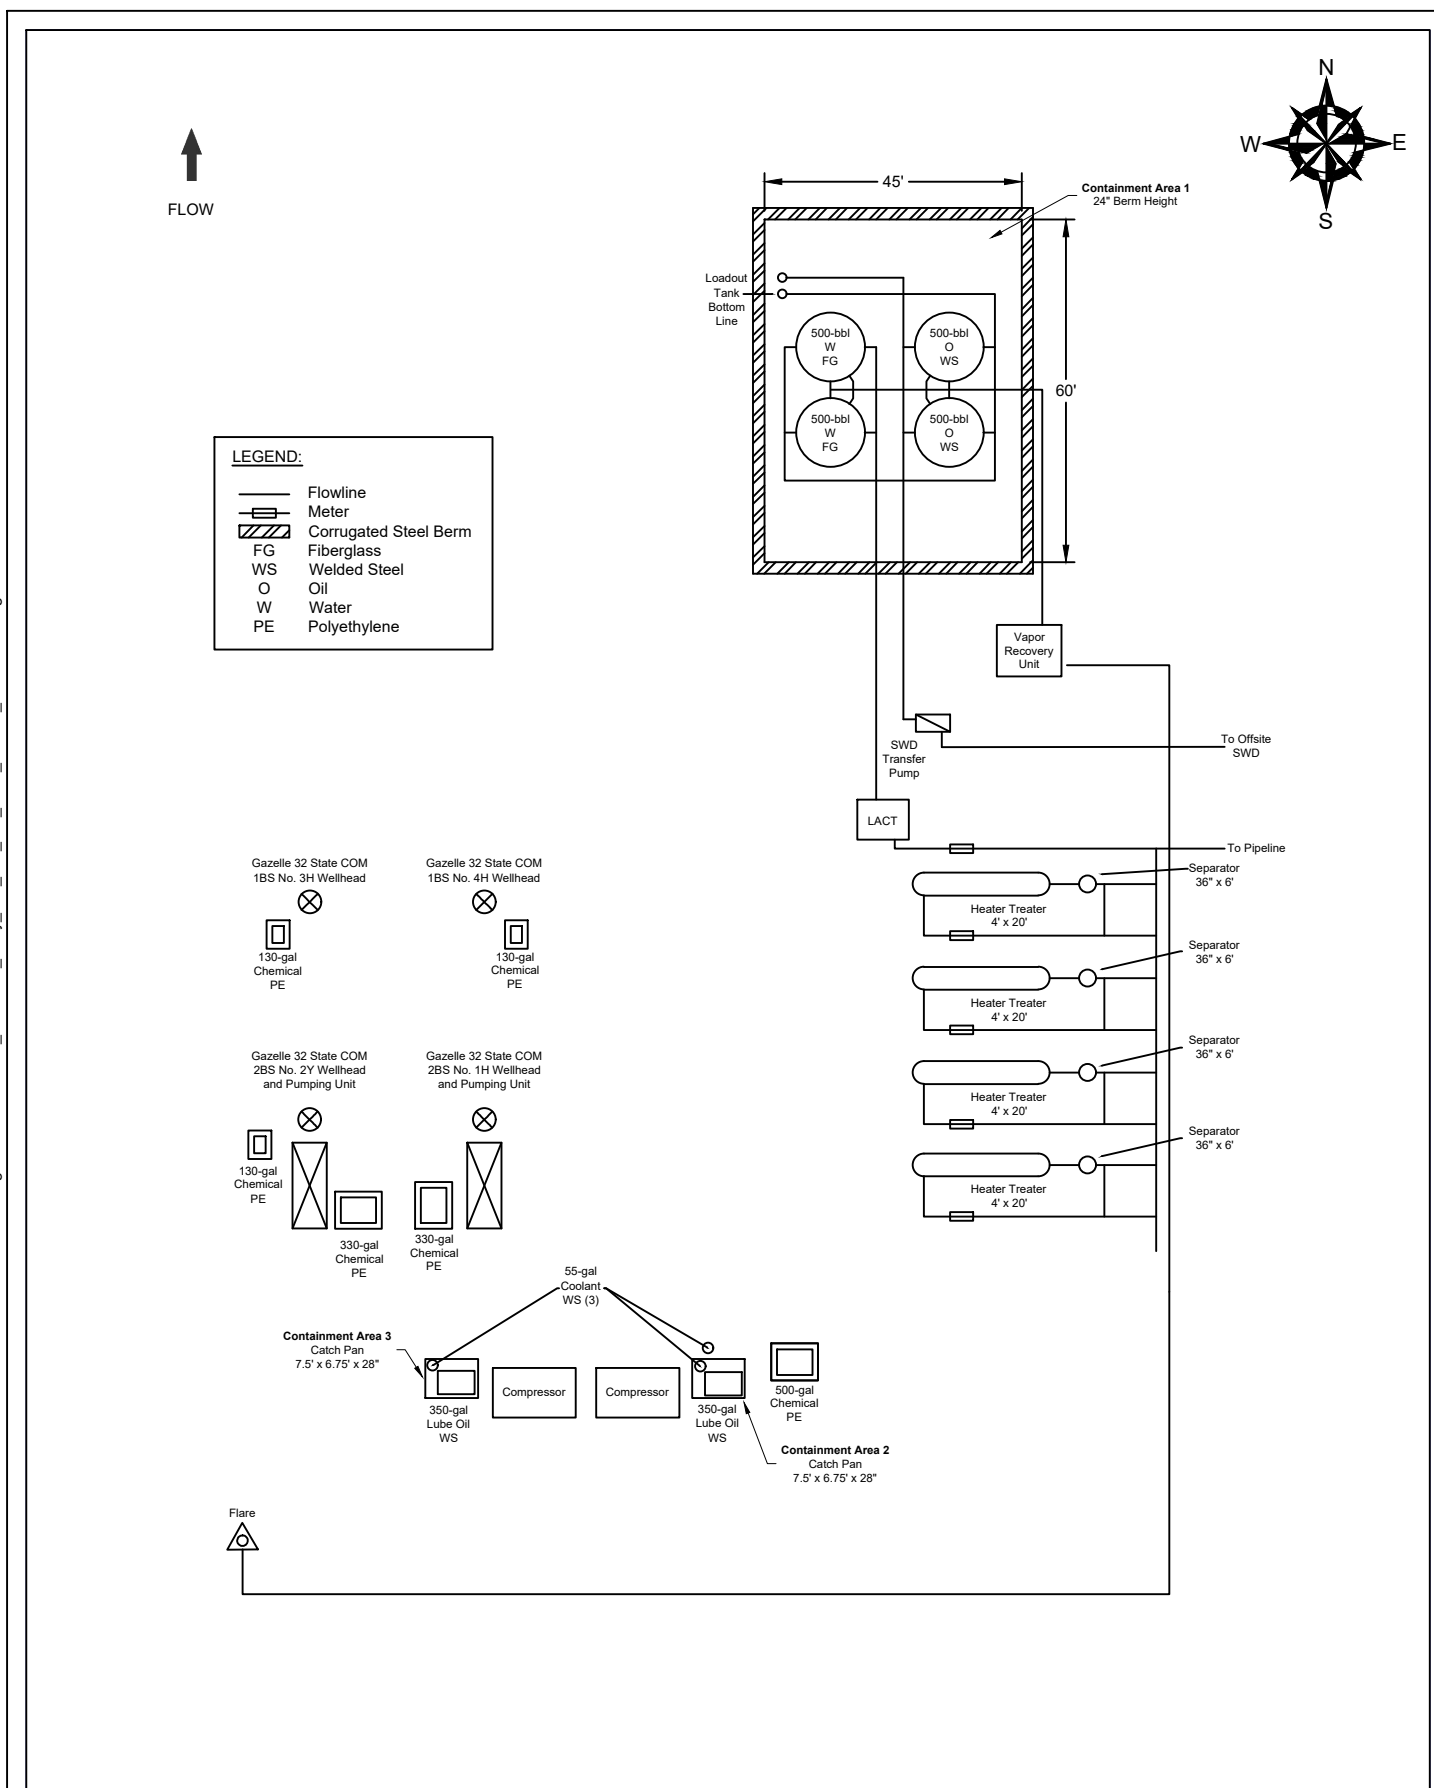 N
W
E
S
FLOW
45'
Containment Area 1
24" Berm Height
Loadout
Tank
Bottom
Line
500-bbl
W
FG
500-bbl
O
WS
60'
500-bbl
W
FG
500-bbl
O
WS
LEGEND:
Flowline
Meter
Corrugated Steel Berm
FG Fiberglass
WS Welded Steel
O Oil
W Water
PE Polyethylene
Vapor
Recovery
Unit
SWD
Transfer
Pump
To Offsite
SWD
LACT
To Pipeline
Gazelle 32 State COM
1BS No. 3H Wellhead
Gazelle 32 State COM
1BS No. 4H Wellhead
130-gal
Chemical
PE
130-gal
Chemical
PE
Separator
36" x 6'
Heater Treater
4' x 20'
Separator
36" x 6'
Heater Treater
4' x 20'
Separator
36" x 6'
Heater Treater
4' x 20'
Separator
36" x 6'
Heater Treater
4' x 20'
Gazelle 32 State COM
2BS No. 2Y Wellhead
and Pumping Unit
Gazelle 32 State COM
2BS No. 1H Wellhead
and Pumping Unit
130-gal
Chemical
PE
330-gal
Chemical
PE
330-gal
Chemical
PE
55-gal
Coolant
WS (3)
Containment Area 3
Catch Pan
7.5' x 6.75' x 28"
Compressor
Compressor
350-gal
Lube Oil
WS
350-gal
Lube Oil
WS
500-gal
Chemical
PE
Containment Area 2
Catch Pan
7.5' x 6.75' x 28"
Flare